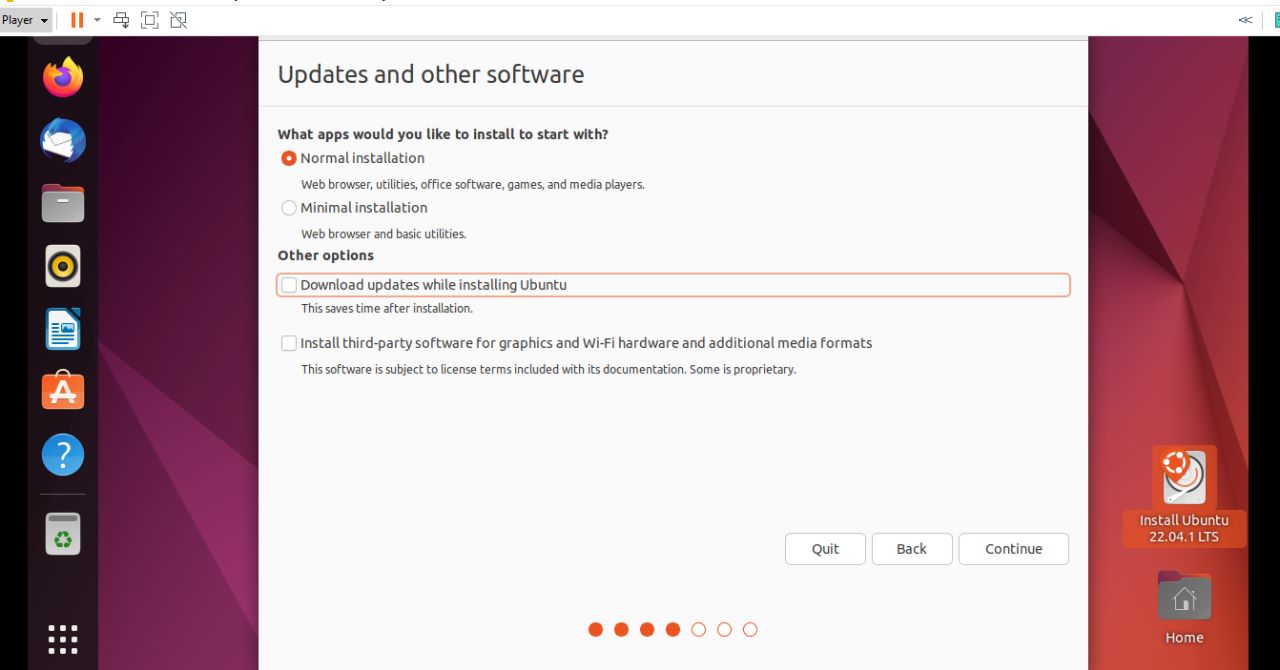 Player
Updates and other software
What apps would you like to install to start with?
Normal installation
Web browser, utilities, office software, games, and media players.
Minimal installation
Web browser and basic utilities.
Other options
Download updates while installing Ubuntu
This saves time after installation.
Install third-party software for graphics and Wi-Fi hardware and additional media formats
This software is subject to license terms included with its documentation. Some is proprietary.
Quit Back Continue
Install Ubuntu
22.04.1 LTS
Home